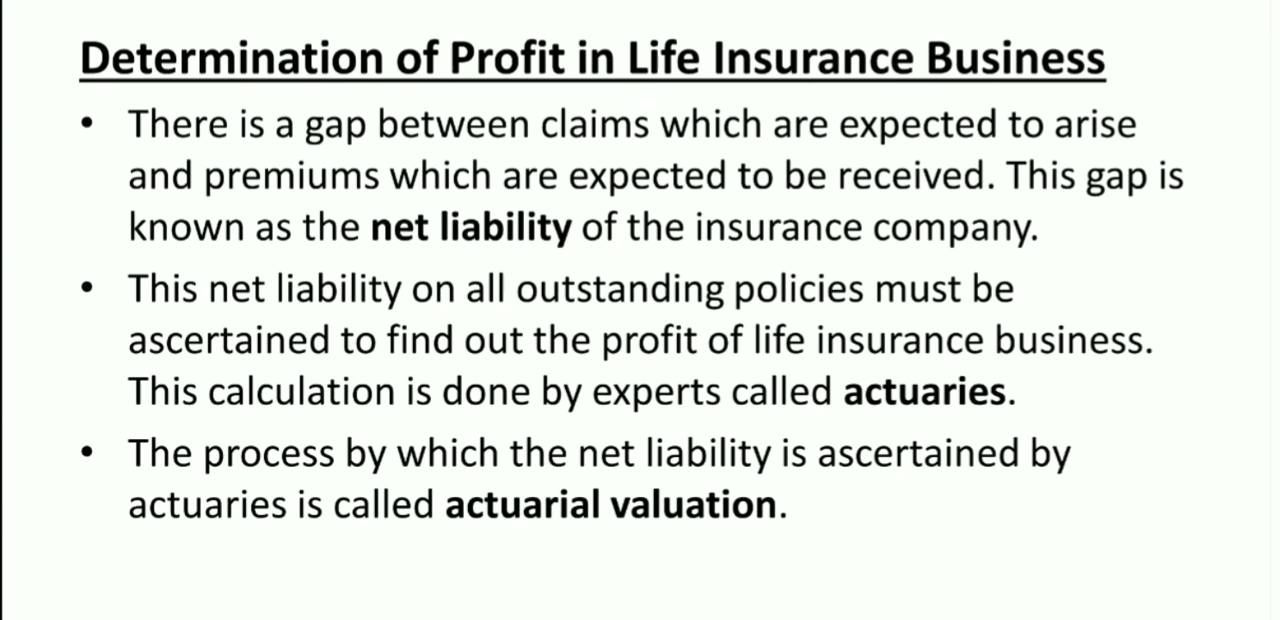 Determination of Profit in Life Insurance Business
• There is a gap between claims which are expected to arise
and premiums which are expected to be received. This gap is
known as the net liability of the insurance company.
• This net liability on all outstanding policies must be
ascertained to find out the profit of life insurance business.
This calculation is done by experts called actuaries.
• The process by which the net liability is ascertained by
actuaries is called actuarial valuation.